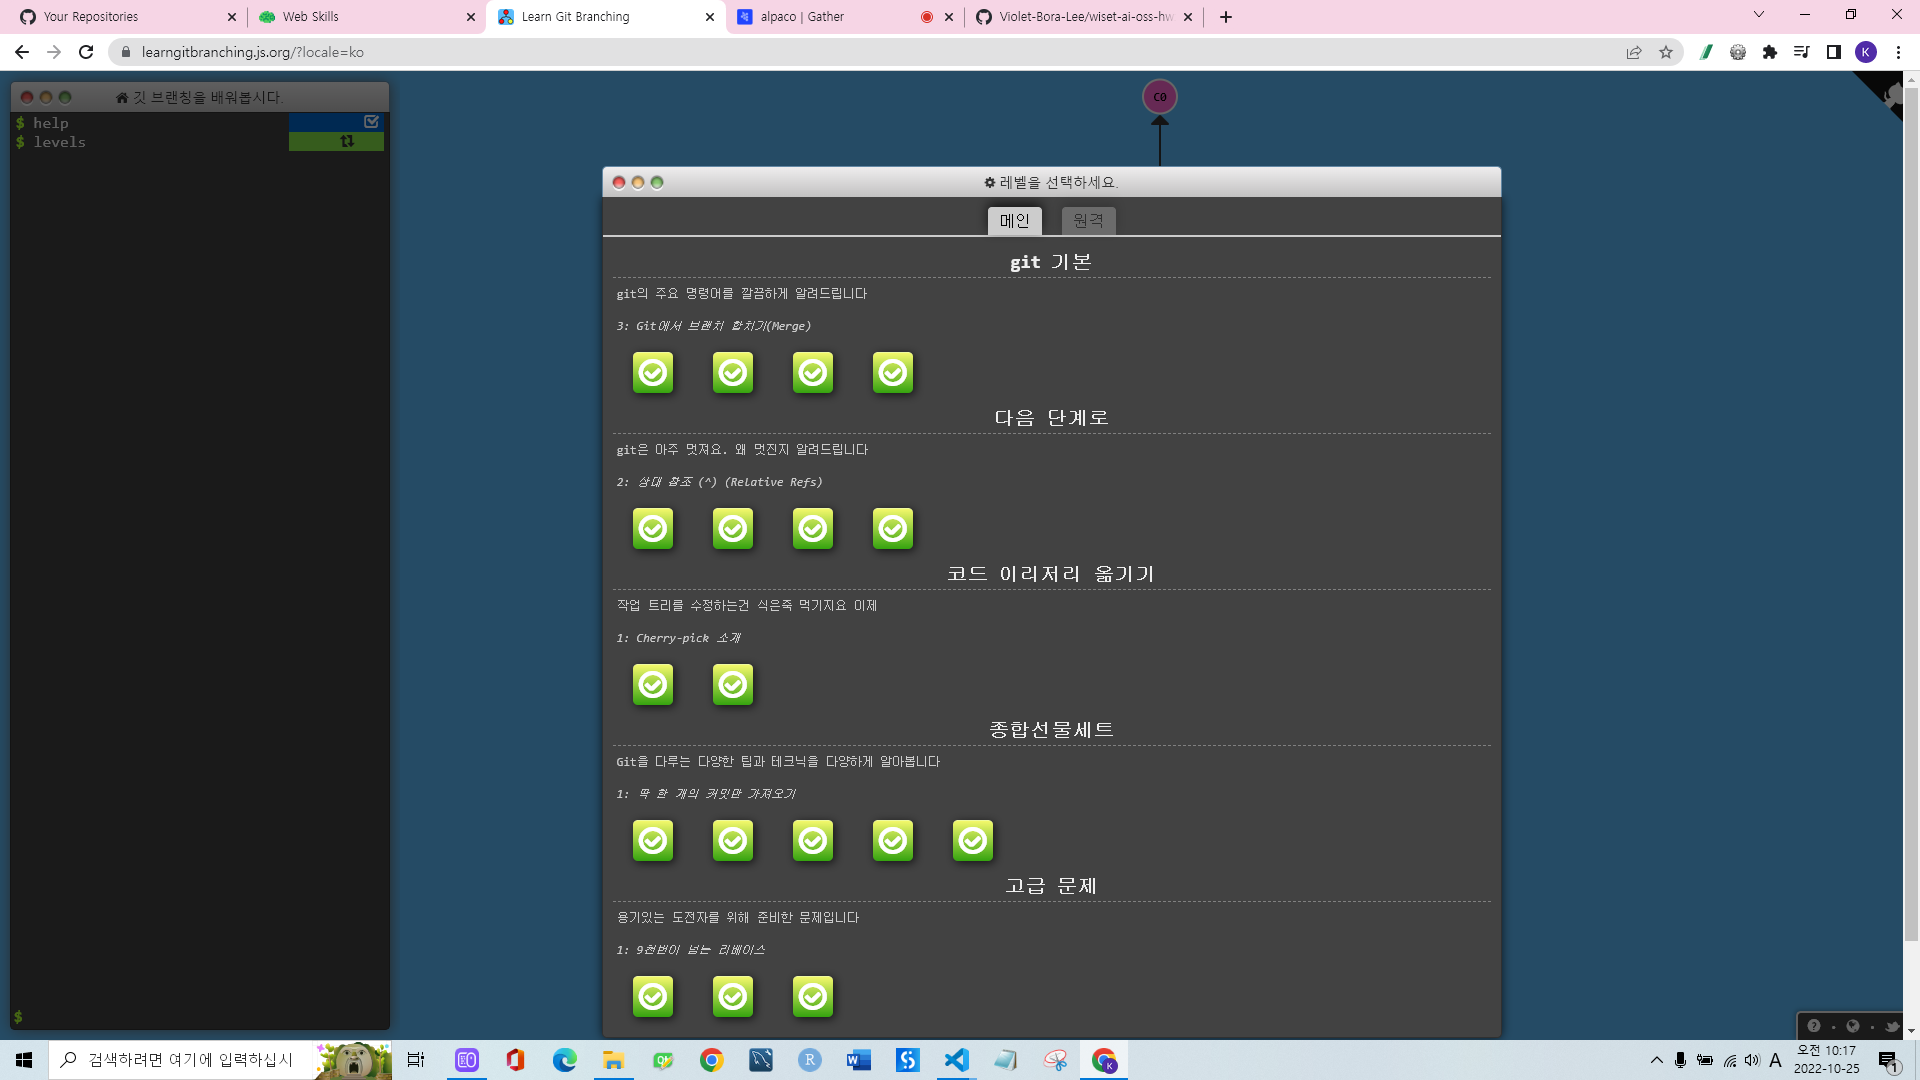 Your Repositories
Web Skills
Learn Git Branching
alpaco | Gather
Violet-Bora-Lee/wiset-ai-oss-hw
learngitbranching.js.org/?locale=ko
K
깃 브랜칭을 배워봅시다.
$ help
$ levels
$
C0
레벨을 선택하세요.
메인
원격
git 기본
git의 주요 명령어를 깔끔하게 알려드립니다
3: Git에서 브랜치 합치기(Merge)
다음 단계로
git은 아주 멋져요. 왜 멋진지 알려드립니다
2: 상대 참조 (^) (Relative Refs)
코드 이리저리 옮기기
작업 트리를 수정하는건 식은죽 먹기지요 이제
1: Cherry-pick 소개
종합선물세트
Git을 다루는 다양한 팁과 테크닉을 다양하게 알아봅니다
1: 딱 한 개의 커밋만 가져오기
고급 문제
용기있는 도전자를 위해 준비한 문제입니다
1: 9천번이 넘는 리베이스
검색하려면 여기에 입력하십시
A
오전 10:17
2022-10-25
1